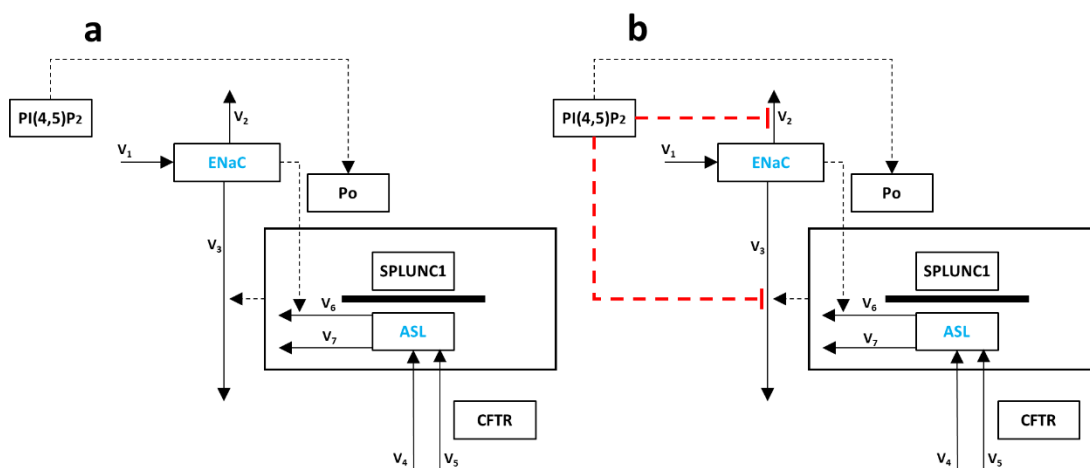 a
PI(4,5)P2
V2
V1
ENaC
Po
V3
SPLUNC1
V6
ASL
V7
CFTR
V4
V5
b
PI(4,5)P2
V2
V1
ENaC
Po
V3
SPLUNC1
V6
ASL
V7
CFTR
V4
V5